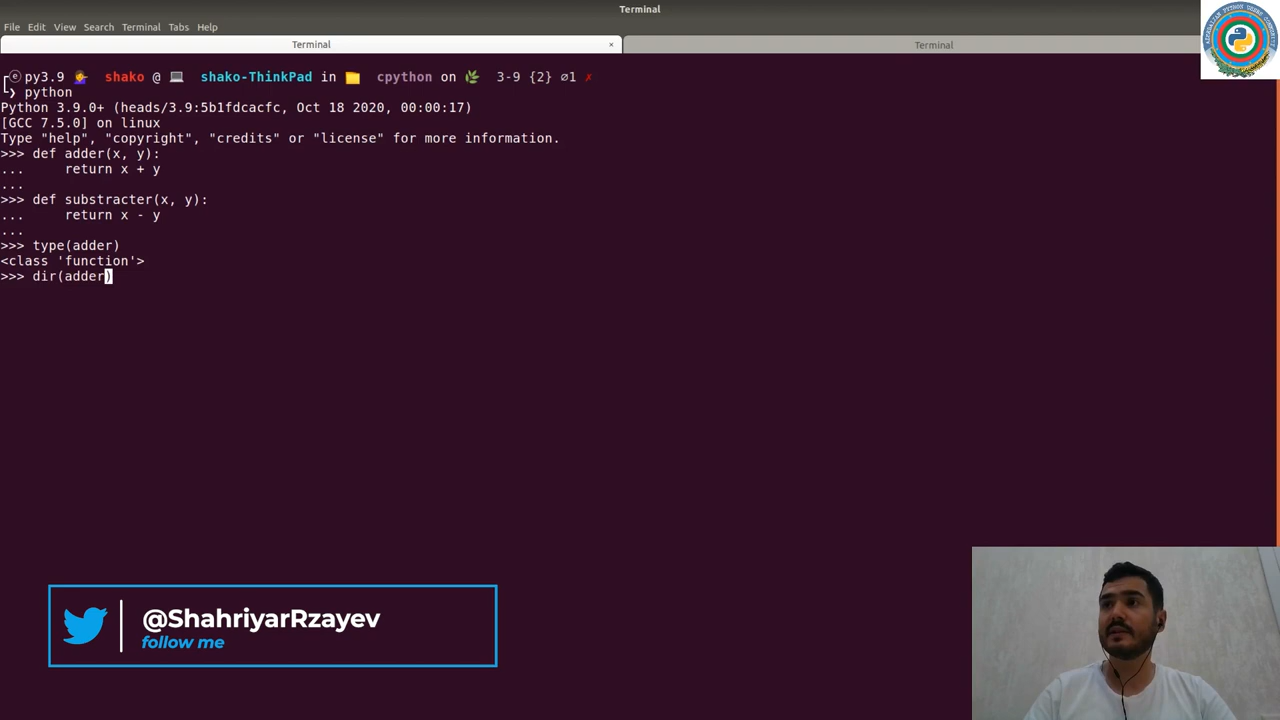 Terminal
File Edit View Search Terminal Tabs Help
Terminal × Terminal
py3.9 shako @ shako-ThinkPad in cpython on 3-9 {2} ∅1 ✗
❯ python
Python 3.9.0+ (heads/3.9:5b1fdcacfc, Oct 18 2020, 00:00:17)
[GCC 7.5.0] on linux
Type "help", "copyright", "credits" or "license" for more information.
>>> def adder(x, y):
...     return x + y
...
>>> def substracter(x, y):
...     return x - y
...
>>> type(adder)
<class 'function'>
>>> dir(adder)
@ShahriyarRzayev
follow me